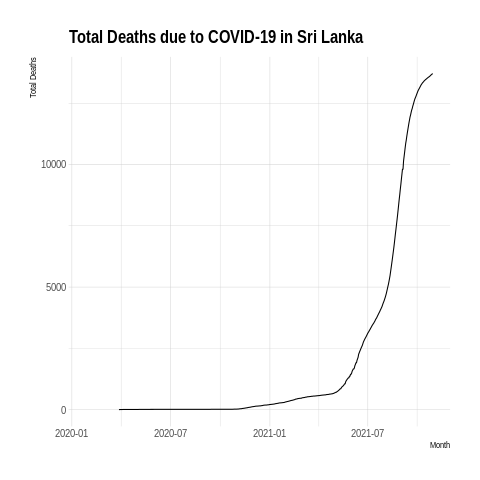 Total Deaths due to COVID-19 in Sri Lanka
Total Deaths
10000
5000
0
2020-01 2020-07 2021-01 2021-07
Month